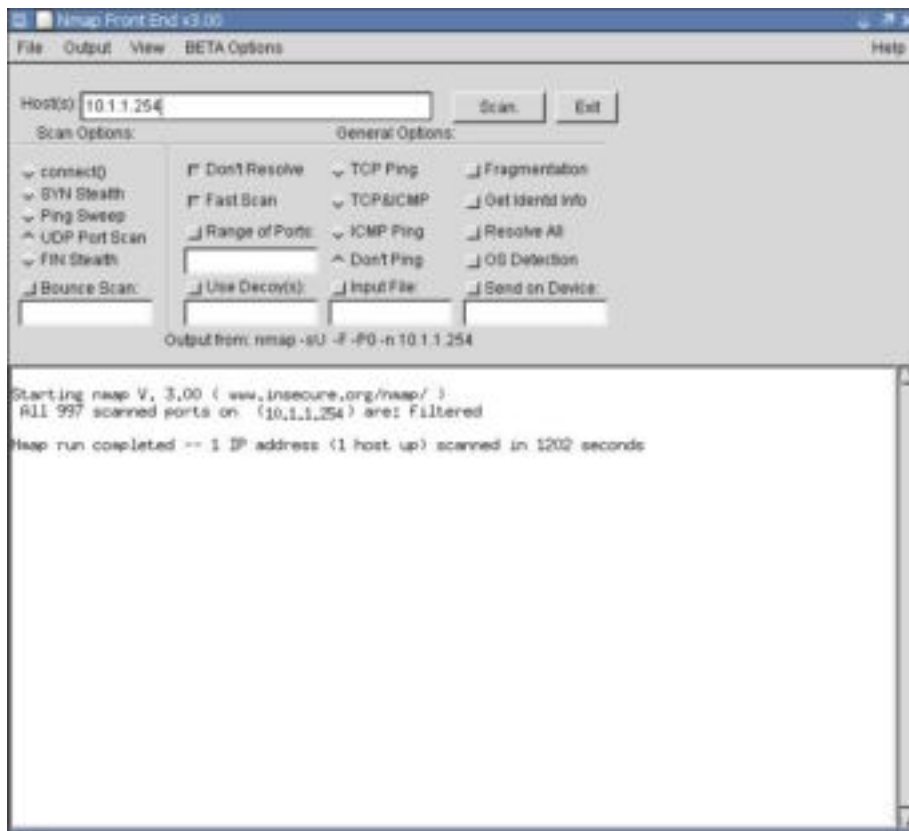 Nmap Front End v3.00
File Output View BETA Options Help
Host(s): 10.1.1.254 Scan. Exit
Scan Options: General Options:
connect() Don't Resolve TCP Ping Fragmentation
SYN Stealth Fast Scan TCP&ICMP Get Identd Info
Ping Sweep Range of Ports: ICMP Ping Resolve All
UDP Port Scan Don't Ping OS Detection
FIN Stealth
Bounce Scan: Use Decoy(s): Input File: Send on Device:
Output from: nmap -sU -F -P0 -n 10.1.1.254
Starting nmap V. 3.00 ( www.insecure.org/nmap/ )
All 997 scanned ports on (10.1.1.254) are: Filtered
Nmap run completed -- 1 IP address (1 host up) scanned in 1202 seconds